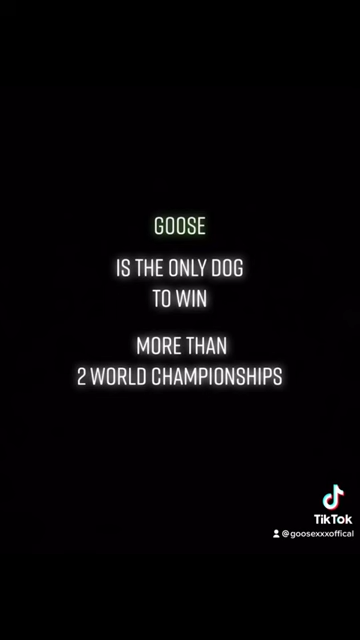 GOOSE
IS THE ONLY DOG
TO WIN
MORE THAN
2 WORLD CHAMPIONSHIPS
TikTok
@goosexxxoffical